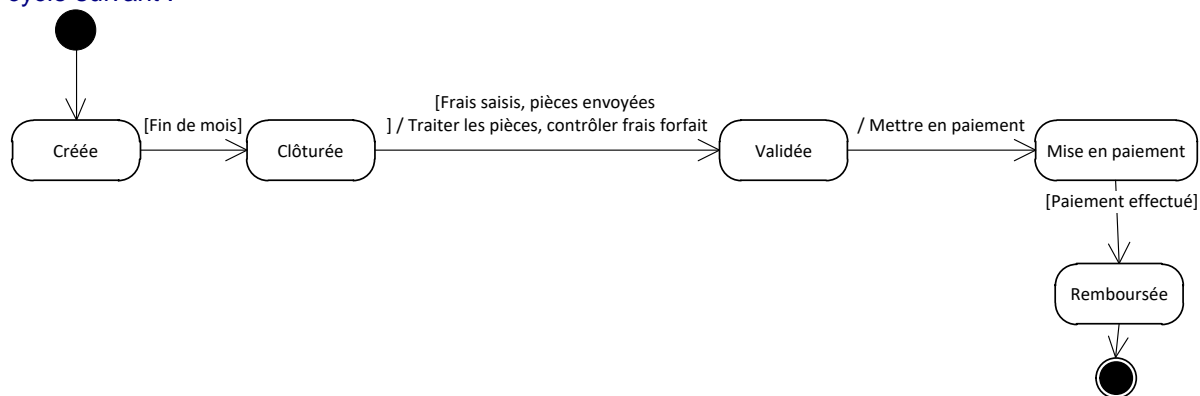 cycle suivant :
[Frais saisis, pièces envoyées
[Fin de mois]
] / Traiter les pièces, contrôler frais forfait
/ Mettre en paiement
Créée
Clôturée
Validée
Mise en paiement
[Paiement effectué]
Remboursée